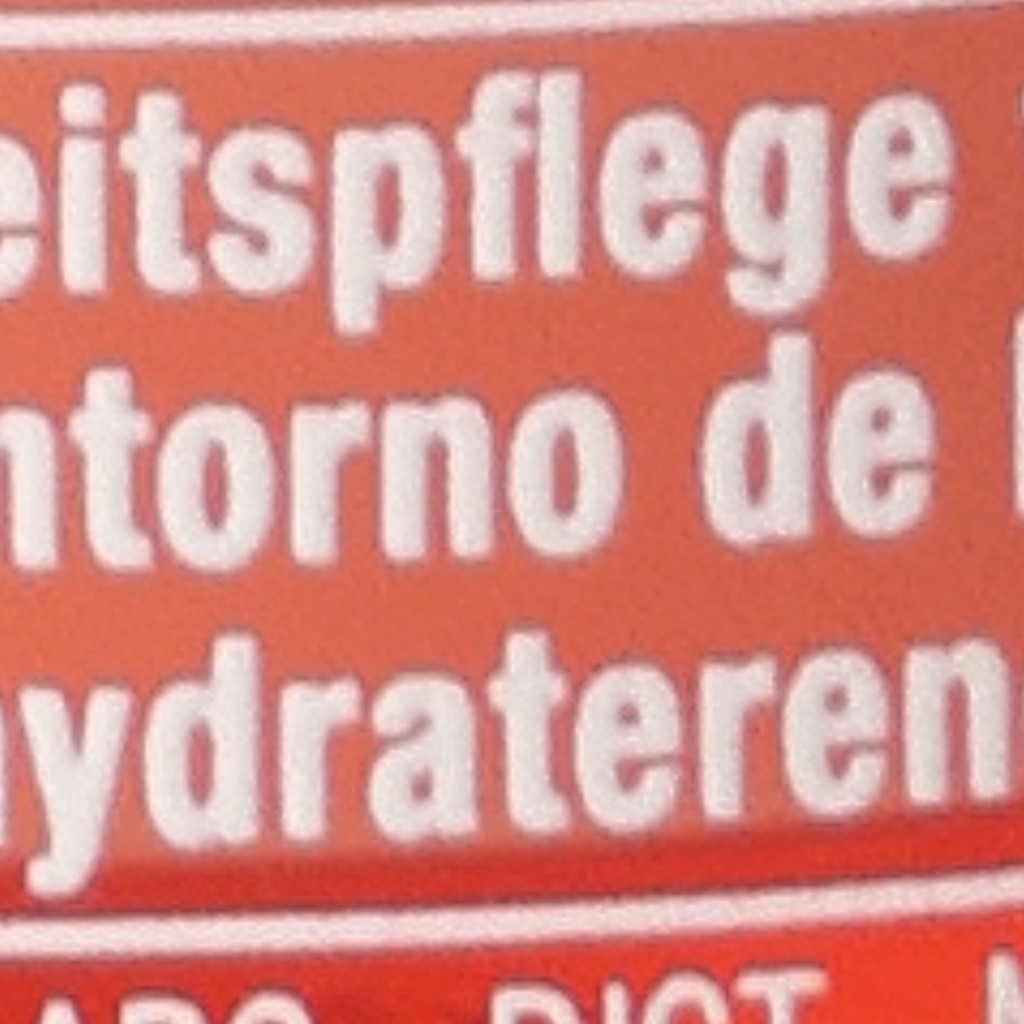 eitspflege
ntorno de
ydrateren